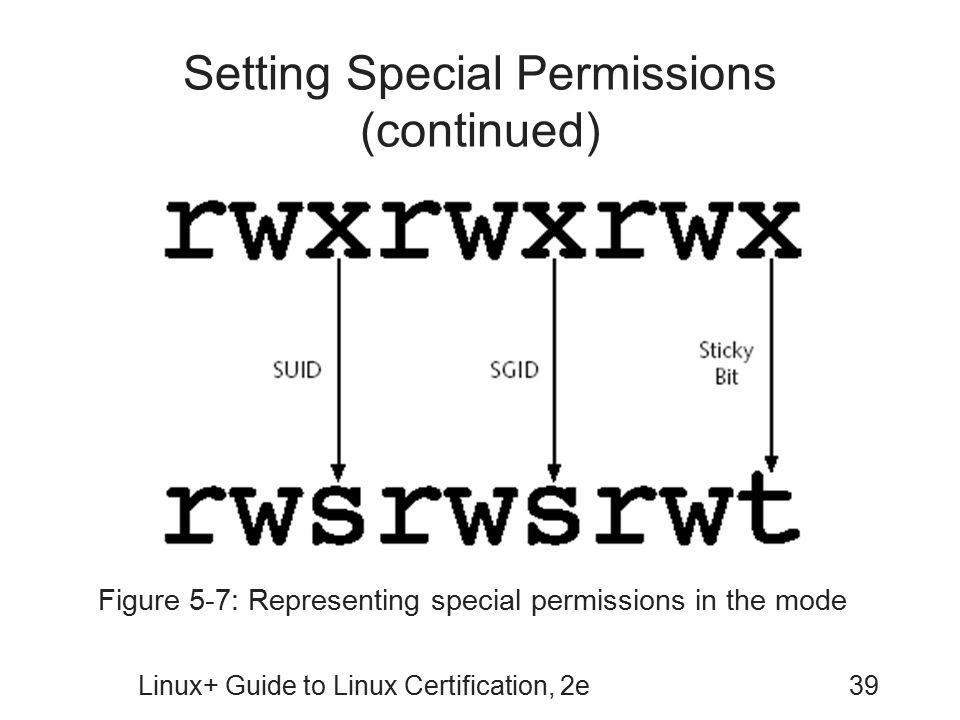 Setting Special Permissions
(continued)
rwxrwxrwx
SUID
SGID
Sticky
Bit
rwsrwsrwt
Figure 5-7: Representing special permissions in the mode
Linux+ Guide to Linux Certification, 2e
39